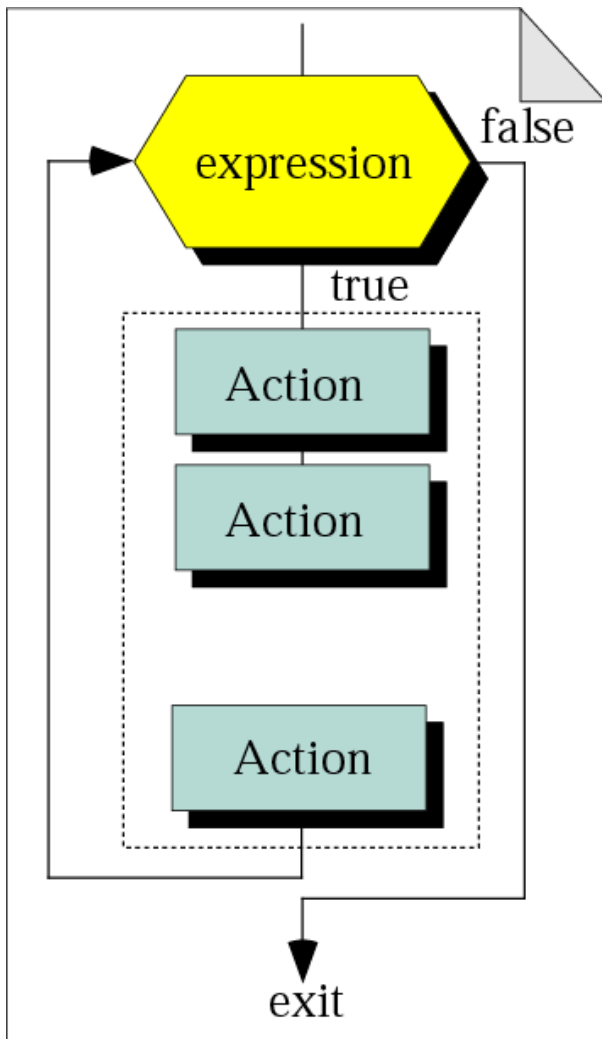 false
expression
true
Action
Action
Action
exit